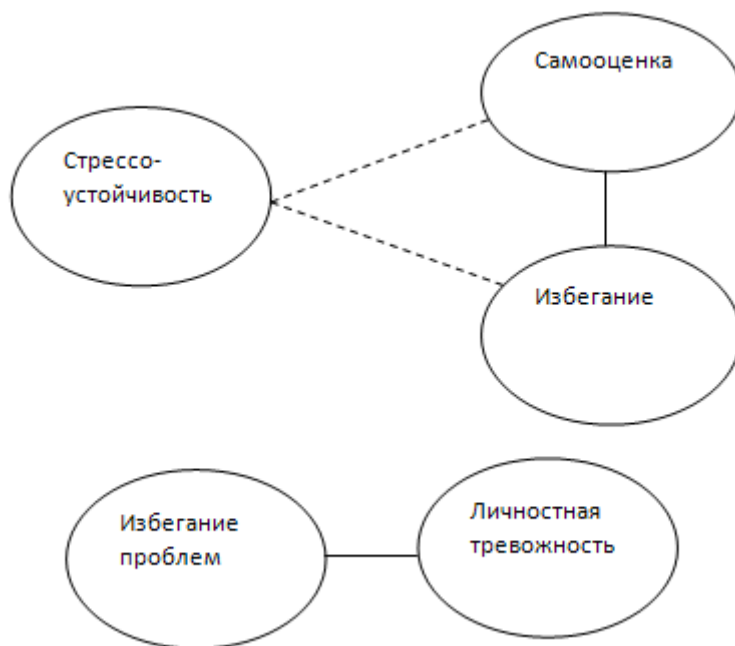 Самооценка
Стрессо-
устойчивость
Избегание
Избегание
проблем
Личностная
тревожность